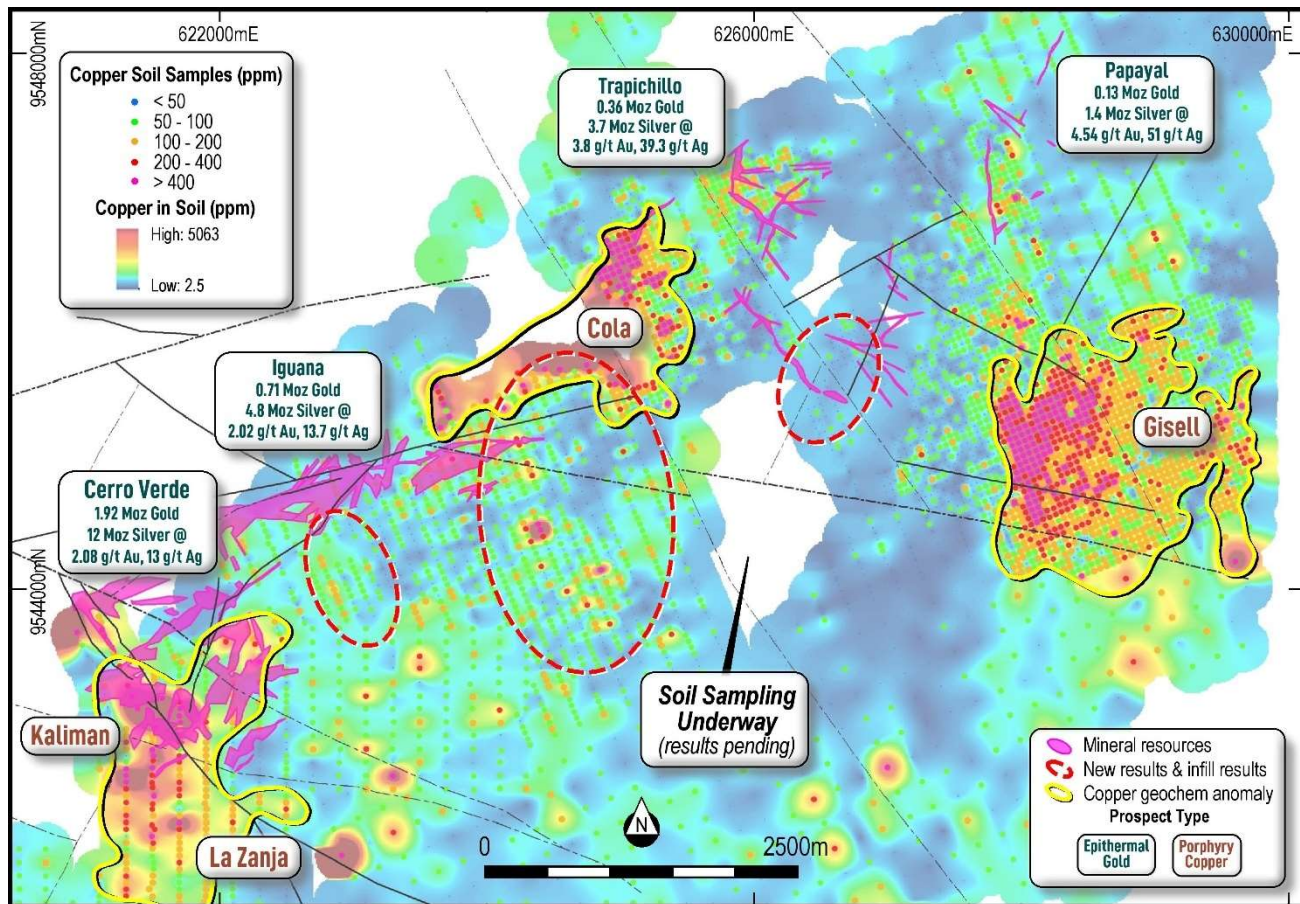 622000mE
626000mE
630000mE
9548000mN
9544000mN
Copper Soil Samples (ppm)
< 50
50 - 100
100 - 200
200 - 400
> 400
Copper in Soil (ppm)
High: 5063
Low: 2.5
Trapichillo
0.36 Moz Gold
3.7 Moz Silver @
3.8 g/t Au, 39.3 g/t Ag
Papayal
0.13 Moz Gold
1.4 Moz Silver @
4.54 g/t Au, 51 g/t Ag
Cola
Iguana
0.71 Moz Gold
4.8 Moz Silver @
2.02 g/t Au, 13.7 g/t Ag
Gisell
Cerro Verde
1.92 Moz Gold
12 Moz Silver @
2.08 g/t Au, 13 g/t Ag
Soil Sampling
Underway
(results pending)
Kaliman
La Zanja
N
0
2500m
Mineral resources
New results & infill results
Copper geochem anomaly
Prospect Type
Epithermal
Gold
Porphyry
Copper